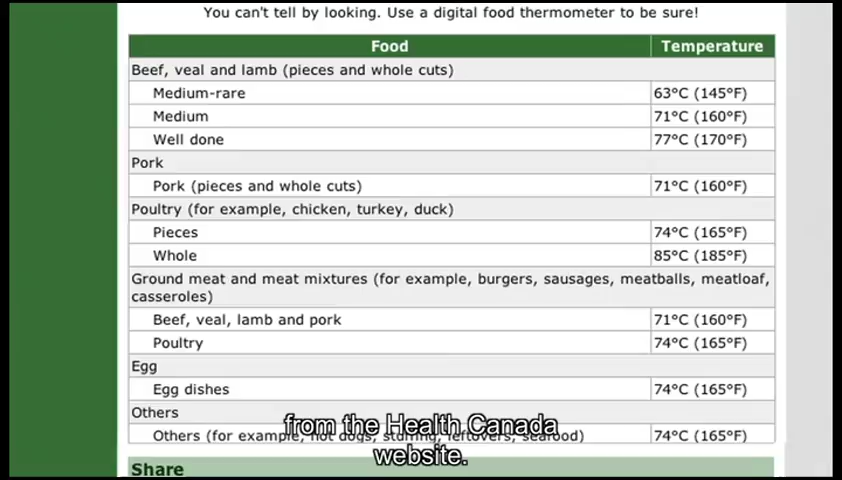 You can't tell by looking. Use a digital food thermometer to be sure!
Food Temperature
Beef, veal and lamb (pieces and whole cuts)
Medium-rare 63°C (145°F)
Medium 71°C (160°F)
Well done 77°C (170°F)
Pork
Pork (pieces and whole cuts) 71°C (160°F)
Poultry (for example, chicken, turkey, duck)
Pieces 74°C (165°F)
Whole 85°C (185°F)
Ground meat and meat mixtures (for example, burgers, sausages, meatballs, meatloaf,
casseroles)
Beef, veal, lamb and pork 71°C (160°F)
Poultry 74°C (165°F)
Egg
Egg dishes 74°C (165°F)
Others
Others (for example, hot dogs, stuffing, leftovers, seafood) 74°C (165°F)
from the Health Canada
website.
Share